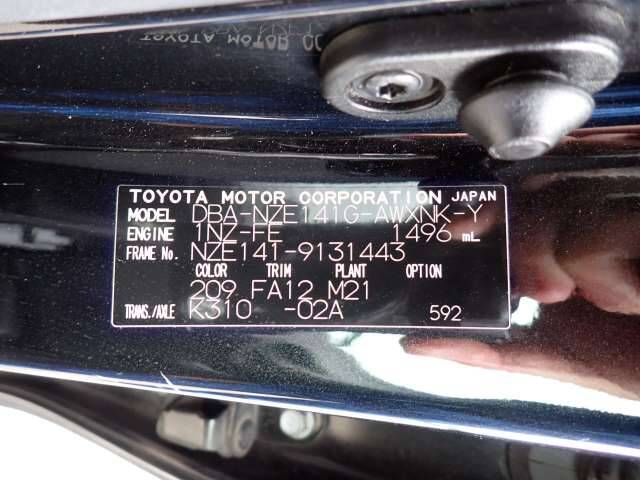 TOYOTA MOTOR CORPORATION JAPAN
MODEL DBA-NZE141G-AWXNK-Y
ENGINE 1NZ-FE 1496 mL
FRAME No. NZE141-9131443
COLOR TRIM PLANT OPTION
209 FA12 M21
TRANS./AXLE K310 -02A 592